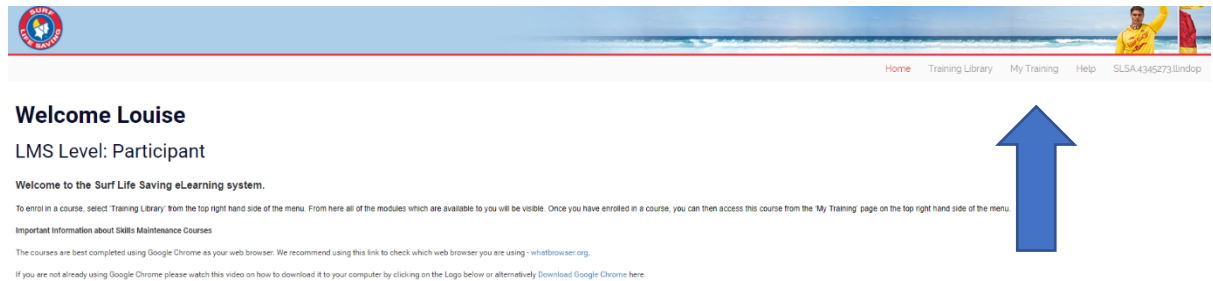 SURF
LIFE SAVING
Home Training Library My Training Help SLSA.4345273.llindop
Welcome Louise
LMS Level: Participant
Welcome to the Surf Life Saving eLearning system.
To enrol in a course, select 'Training Library' from the top right hand side of the menu. From here all of the modules which are available to you will be visible. Once you have enrolled in a course, you can then access this course from the 'My Training' page on the top right hand side of the menu.
Important Information about Skills Maintenance Courses
The courses are best completed using Google Chrome as your web browser. We recommend using this link to check which web browser you are using - whatbrowser.org.
If you are not already using Google Chrome please watch this video on how to download it to your computer by clicking on the Logo below or alternatively Download Google Chrome here.